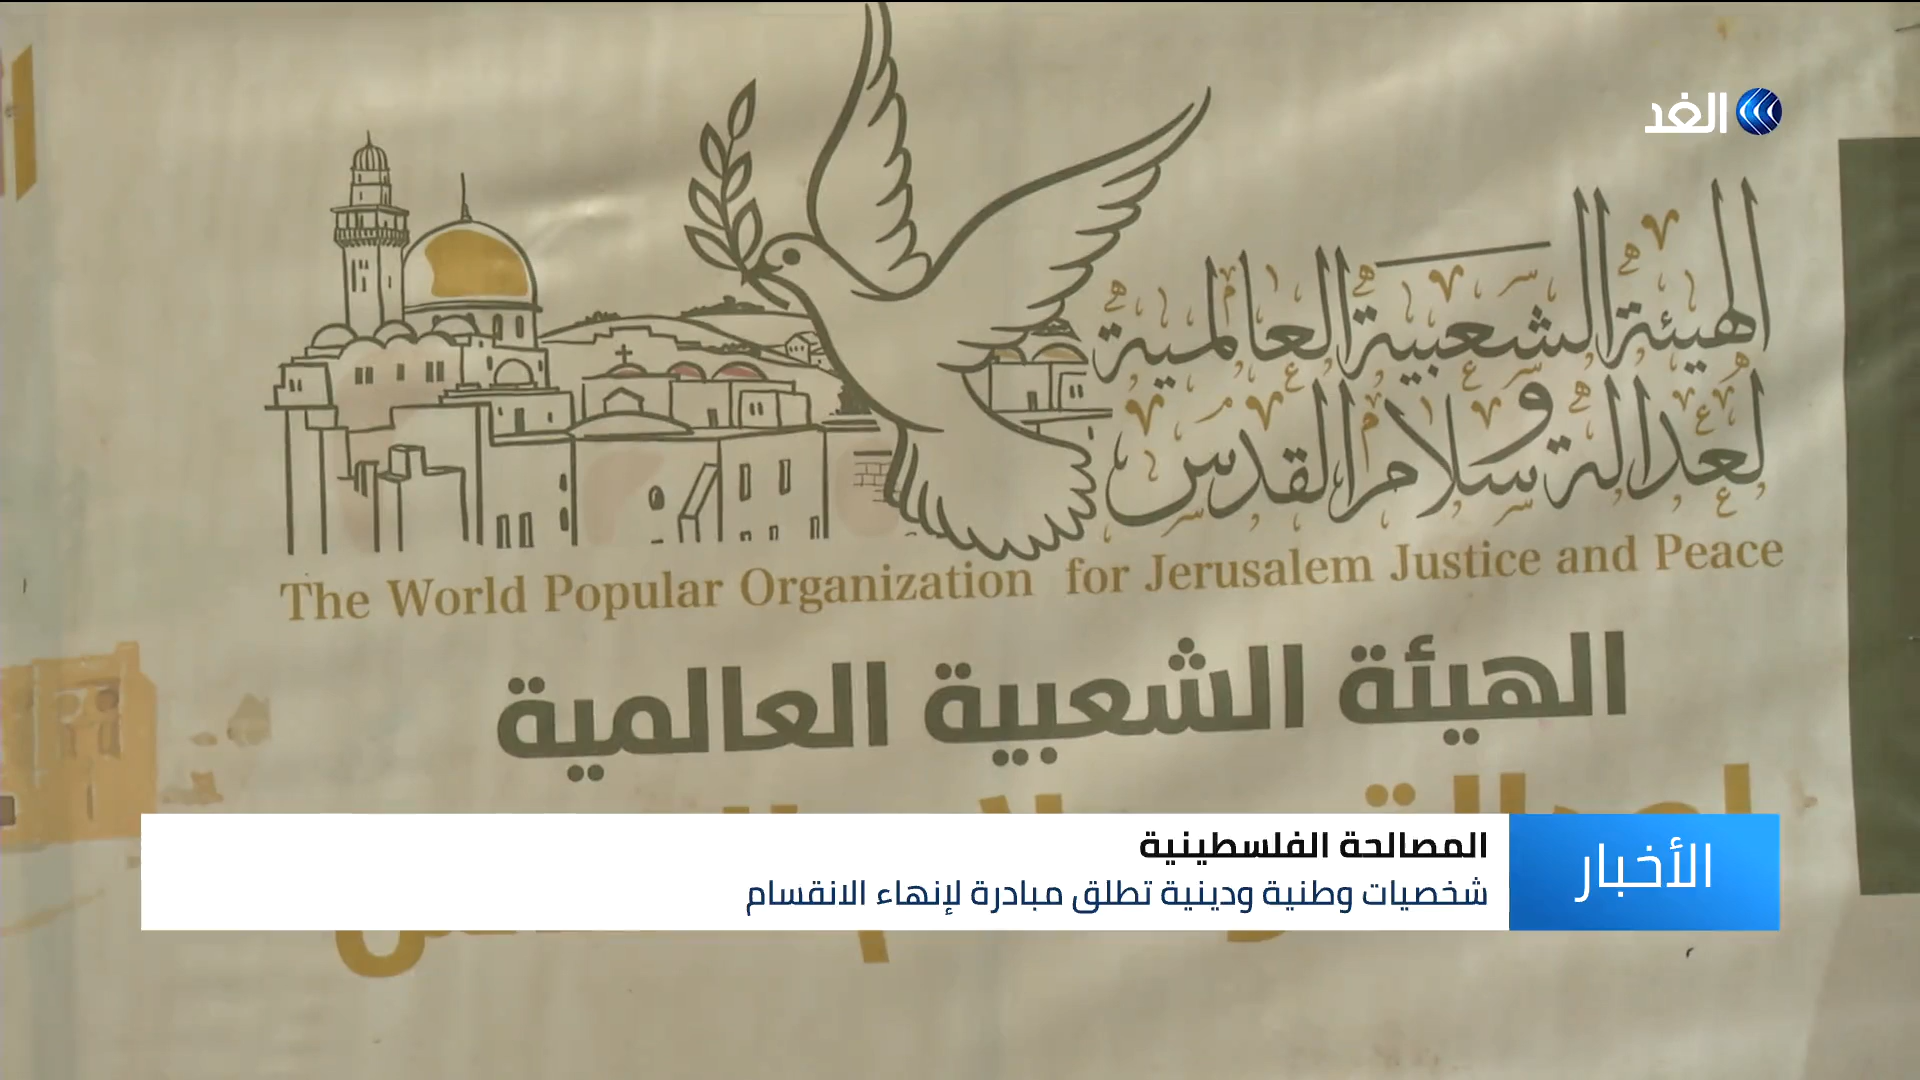 الغد
الهيئة الشعبية العالمية
لعدالة وسلام القدس
The World Popular Organization for Jerusalem Justice and Peace
الهيئة الشعبية العالمية
الأخبار
المصالحة الفلسطينية
شخصيات وطنية ودينية تطلق مبادرة لإنهاء الانقسام